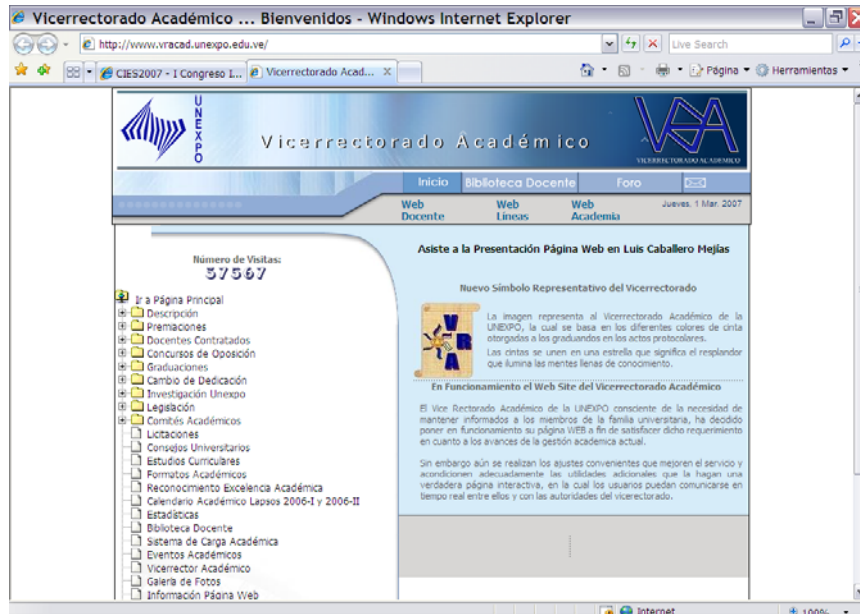 Vicerrectorado Académico ... Bienvenidos - Windows Internet Explorer
http://www.vracad.unexpo.edu.ve/
Live Search
CIES2007 - I Congreso I...
Vicerrectorado Acad...
Página
Herramientas
UNEXPO
Vicerrectorado Académico
VICERRECTORADO ACADEMICO
Inicio
Biblioteca Docente
Foro
Web Docente
Web Líneas
Web Academia
Jueves, 1 Mar. 2007
Número de Visitas:
57567
Ir a Página Principal
Descripción
Premaciones
Docentes Contratados
Concursos de Oposición
Graduaciones
Cambio de Dedicación
Investigación Unexpo
Legislación
Comités Académicos
Licitaciones
Consejos Universitarios
Estudios Curriculares
Formatos Académicos
Reconocimiento Excelencia Académica
Calendario Académico Lapsos 2006-I y 2006-II
Estadísticas
Biblioteca Docente
Sistema de Carga Académica
Eventos Académicos
Vicerrector Académico
Galería de Fotos
Información Página Web
Asiste a la Presentación Página Web en Luis Caballero Mejías
Nuevo Símbolo Representativo del Vicerrectorado
V
R
A
La imagen representa al Vicerrectorado Académico de la
UNEXPO, la cual se basa en los diferentes colores de cinta
otorgadas a los graduandos en los actos protocolares.
Las cintas se unen en una estrella que significa el resplandor
que ilumina las mentes llenas de conocimiento.
En Funcionamiento el Web Site del Vicerrectorado Académico
El Vice Rectorado Académico de la UNEXPO consciente de la necesidad de
mantener informados a los miembros de la familia universitaria, ha decidido
poner en funcionamiento su página WEB a fin de satisfacer dicho requerimiento
en cuanto a los avances de la gestión academica actual.
Sin embargo aún se realizan los ajustes convenientes que mejoren el servicio y
acondicionen adecuadamente las utilidades adicionales que la hagan una
verdadera página interactiva, en la cual los usuarios puedan comunicarse en
tiempo real entre ellos y con las autoridades del vicerectorado.
Internet
100%